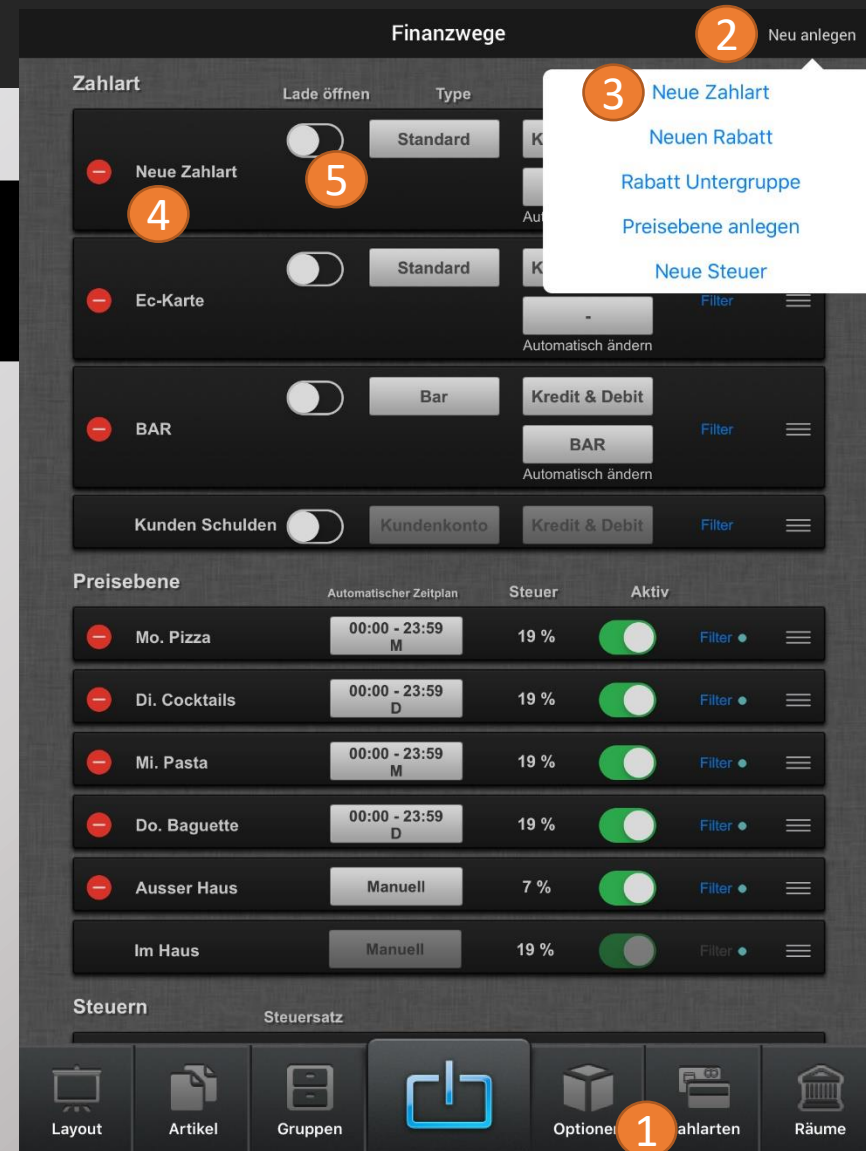 Finanzwege
2
Neu anlegen
Zahlart
Lade öffnen
Type
3
Neue Zahlart
Neuen Rabatt
Rabatt Untergruppe
Preisebene anlegen
Neue Steuer
Neue Zahlart
Standard
K
4
5
Au
Ec-Karte
Standard
K
-
Automatisch ändern
Filter
BAR
Bar
Kredit & Debit
BAR
Automatisch ändern
Filter
Kunden Schulden
Kundenkonto
Kredit & Debit
Filter
Preisebene
Automatischer Zeitplan
Steuer
Aktiv
Mo. Pizza
00:00 - 23:59
M
19 %
Filter
Di. Cocktails
00:00 - 23:59
D
19 %
Filter
Mi. Pasta
00:00 - 23:59
M
19 %
Filter
Do. Baguette
00:00 - 23:59
D
19 %
Filter
Ausser Haus
Manuell
7 %
Filter
Im Haus
Manuell
19 %
Filter
Steuern
Steuersatz
Layout
Artikel
Gruppen
Optione
1
ahlarten
Räume